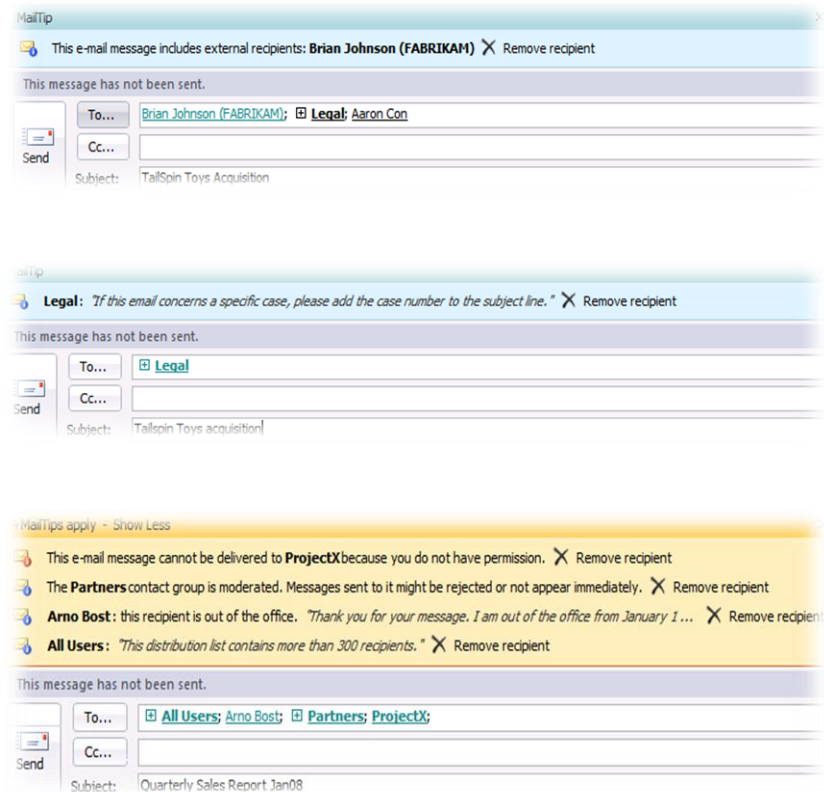 MailTip
This e-mail message includes external recipients: Brian Johnson (FABRIKAM) Remove recipient
This message has not been sent.
To... Brian Johnson (FABRIKAM); Legal; Aaron Con
Send
Cc...
Subject: TailSpin Toys Acquisition
MailTip
Legal: "If this email concerns a specific case, please add the case number to the subject line." Remove recipient
This message has not been sent.
To... Legal
Send
Cc...
Subject: Tailspin Toys acquisition
MailTips apply - Show Less
This e-mail message cannot be delivered to ProjectX because you do not have permission. Remove recipient
The Partners contact group is moderated. Messages sent to it might be rejected or not appear immediately. Remove recipient
Arno Bost: this recipient is out of the office. "Thank you for your message. I am out of the office from January 1... Remove recipient
All Users: "This distribution list contains more than 300 recipients." Remove recipient
This message has not been sent.
To... All Users; Arno Bost; Partners; ProjectX;
Send
Cc...
Subject: Quarterly Sales Report Jan08